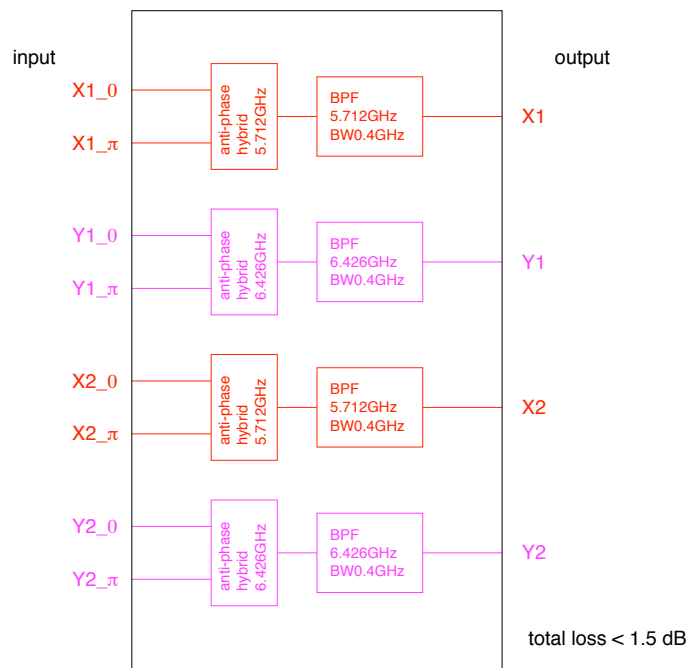 input
output
X1_0
X1_π
anti-phase
hybrid
5.712GHz
BPF
5.712GHz
BW0.4GHz
X1
Y1_0
Y1_π
anti-phase
hybrid
6.426GHz
BPF
6.426GHz
BW0.4GHz
Y1
X2_0
X2_π
anti-phase
hybrid
5.712GHz
BPF
5.712GHz
BW0.4GHz
X2
Y2_0
Y2_π
anti-phase
hybrid
6.426GHz
BPF
6.426GHz
BW0.4GHz
Y2
total loss < 1.5 dB